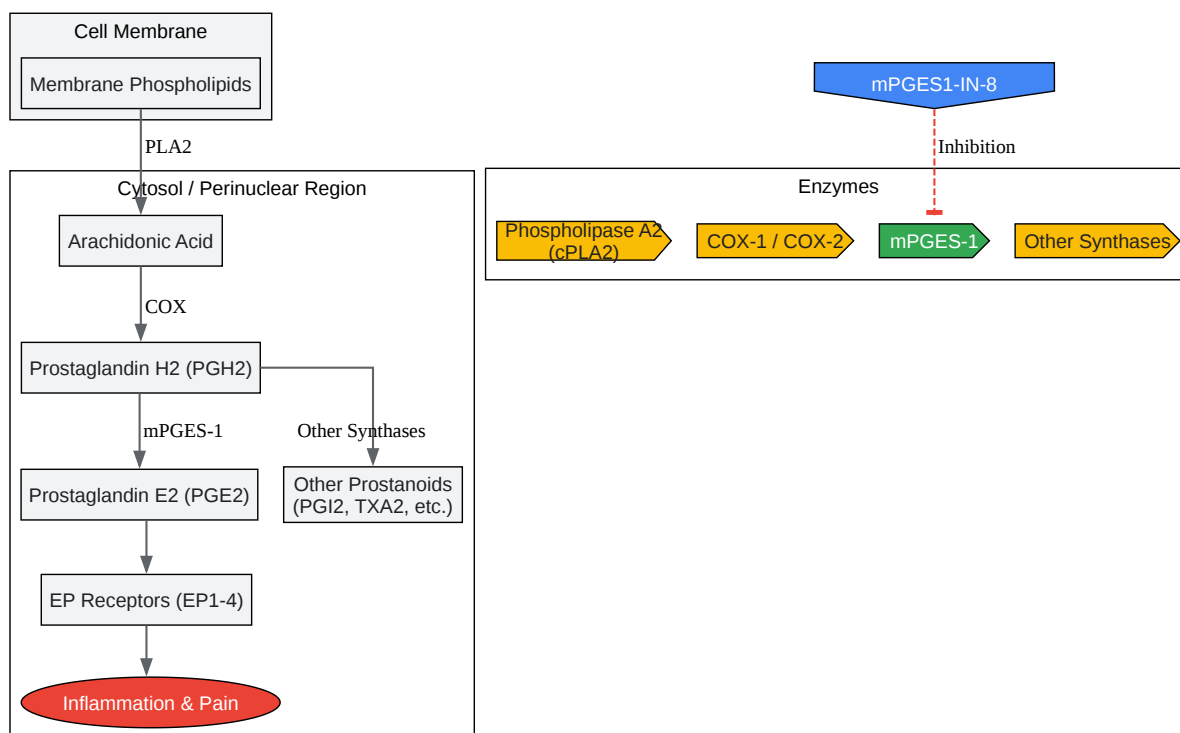 Cell Membrane
Membrane Phospholipids
PLA2
Cytosol / Perinuclear Region
Arachidonic Acid
COX
Prostaglandin H2 (PGH2)
mPGES-1
Other Synthases
Prostaglandin E2 (PGE2)
Other Prostanoids
(PGI2, TXA2, etc.)
EP Receptors (EP1-4)
Inflammation & Pain
mPGES1-IN-8
Inhibition
Enzymes
Phospholipase A2
(cPLA2)
COX-1 / COX-2
mPGES-1
Other Synthases